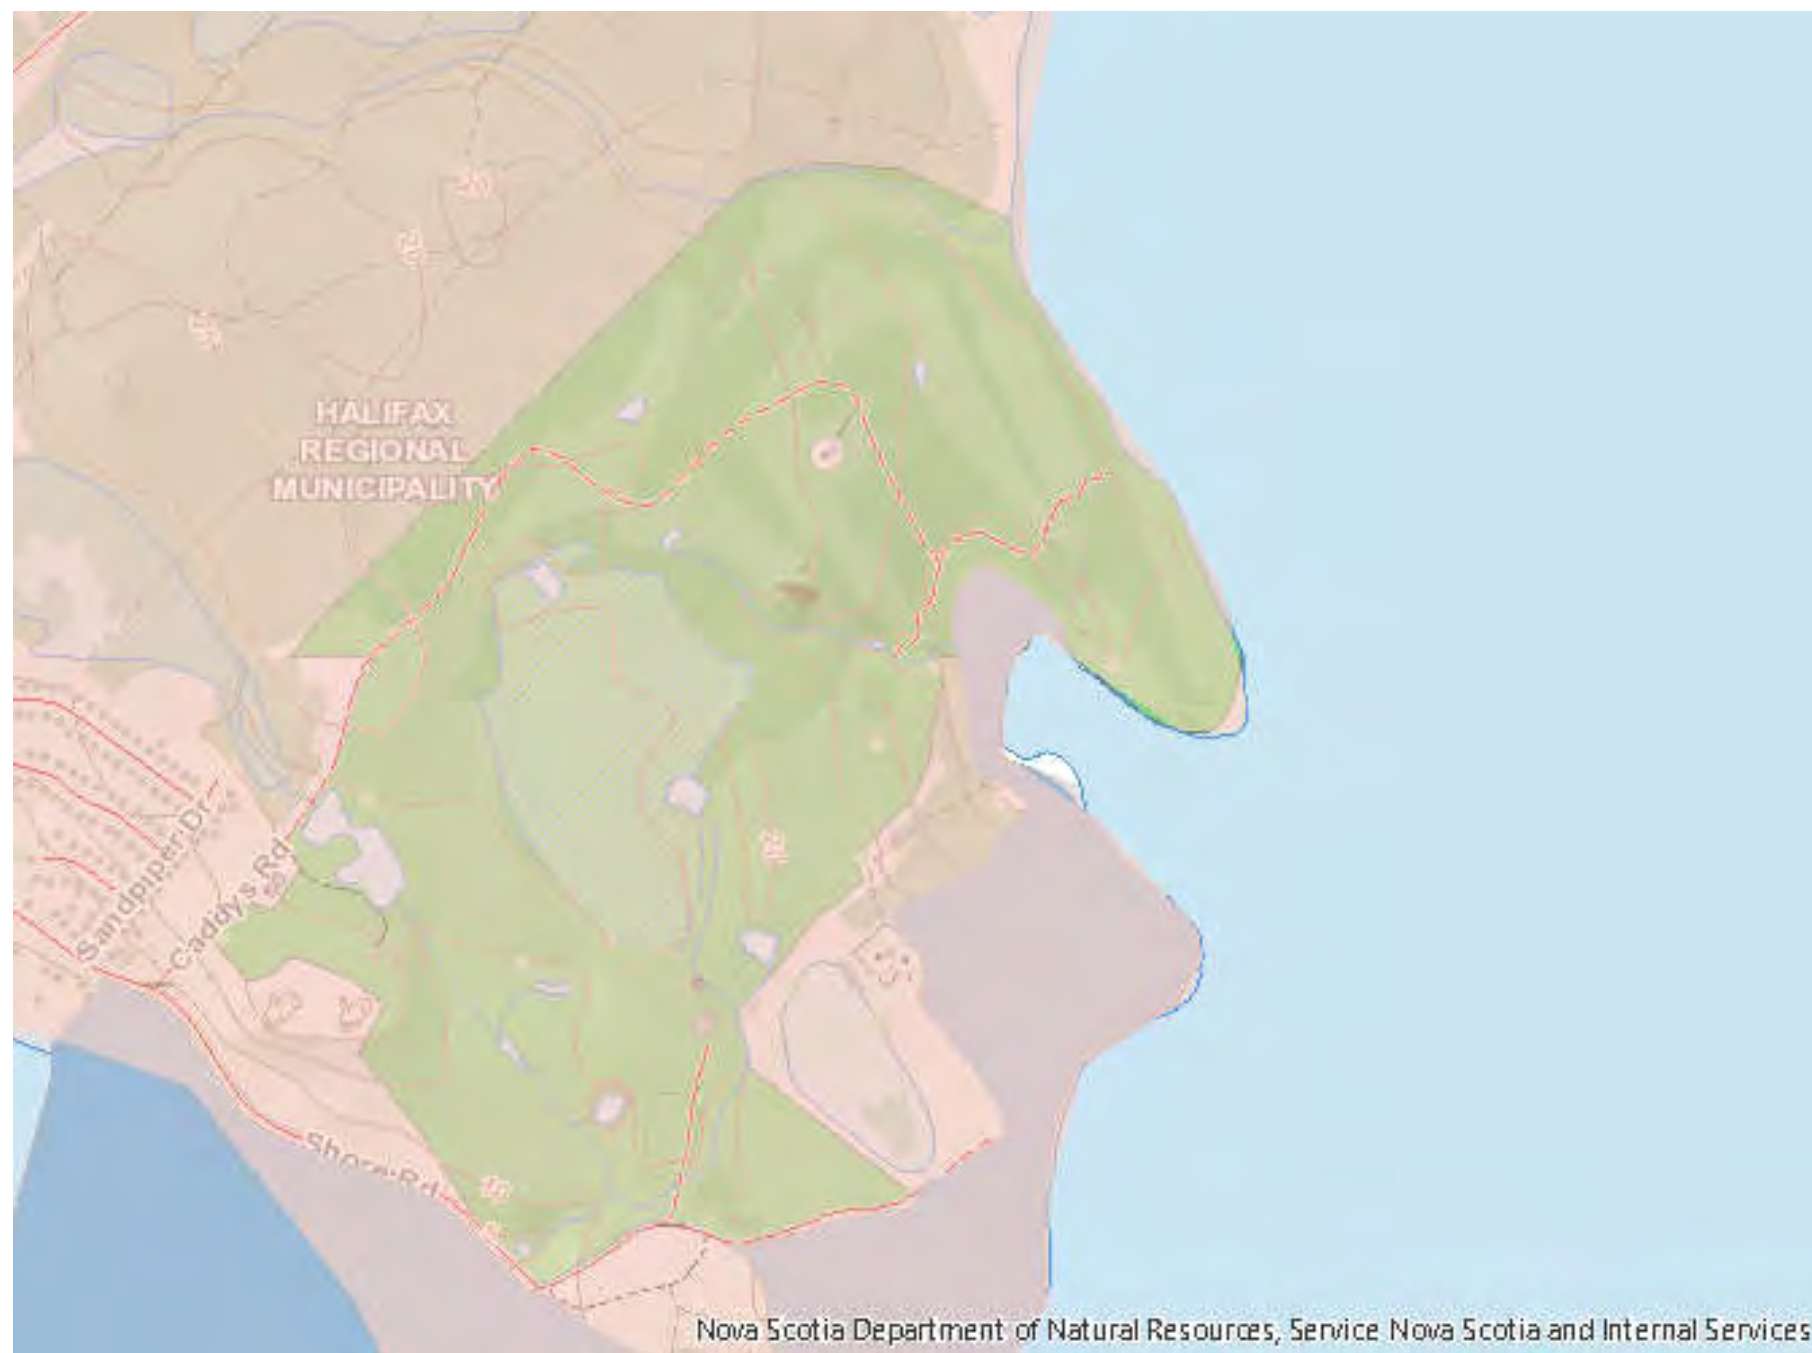 HALIFAX
REGIONAL
MUNICIPALITY
Sandpiper Dr
Caddys Rd
Shore Rd
Nova Scotia Department of Natural Resources, Service Nova Scotia and Internal Services